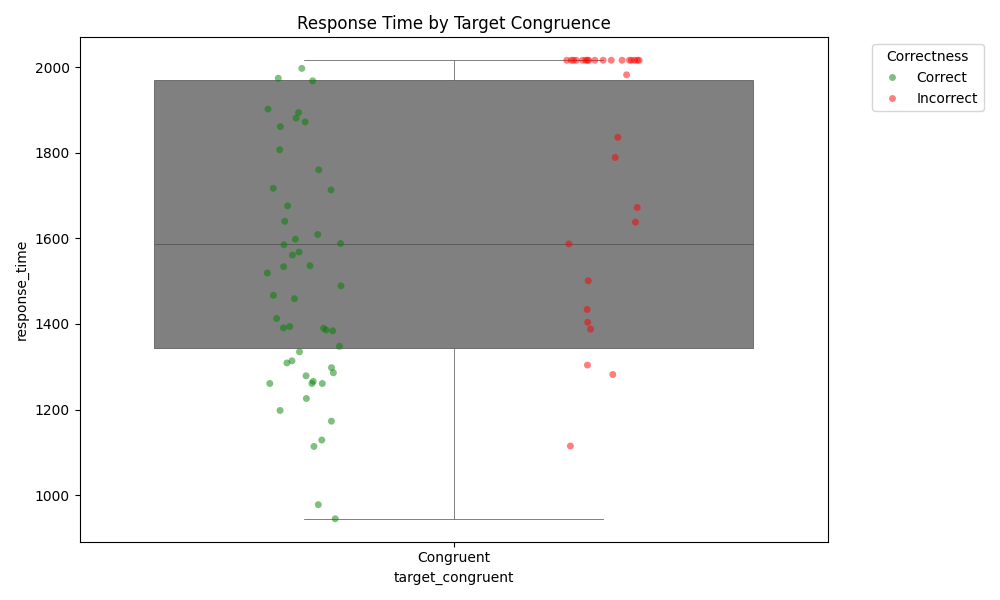 Response Time by Target Congruence
Correctness
Correct
Incorrect
response_time
2000
1800
1600
1400
1200
1000
Congruent
target_congruent